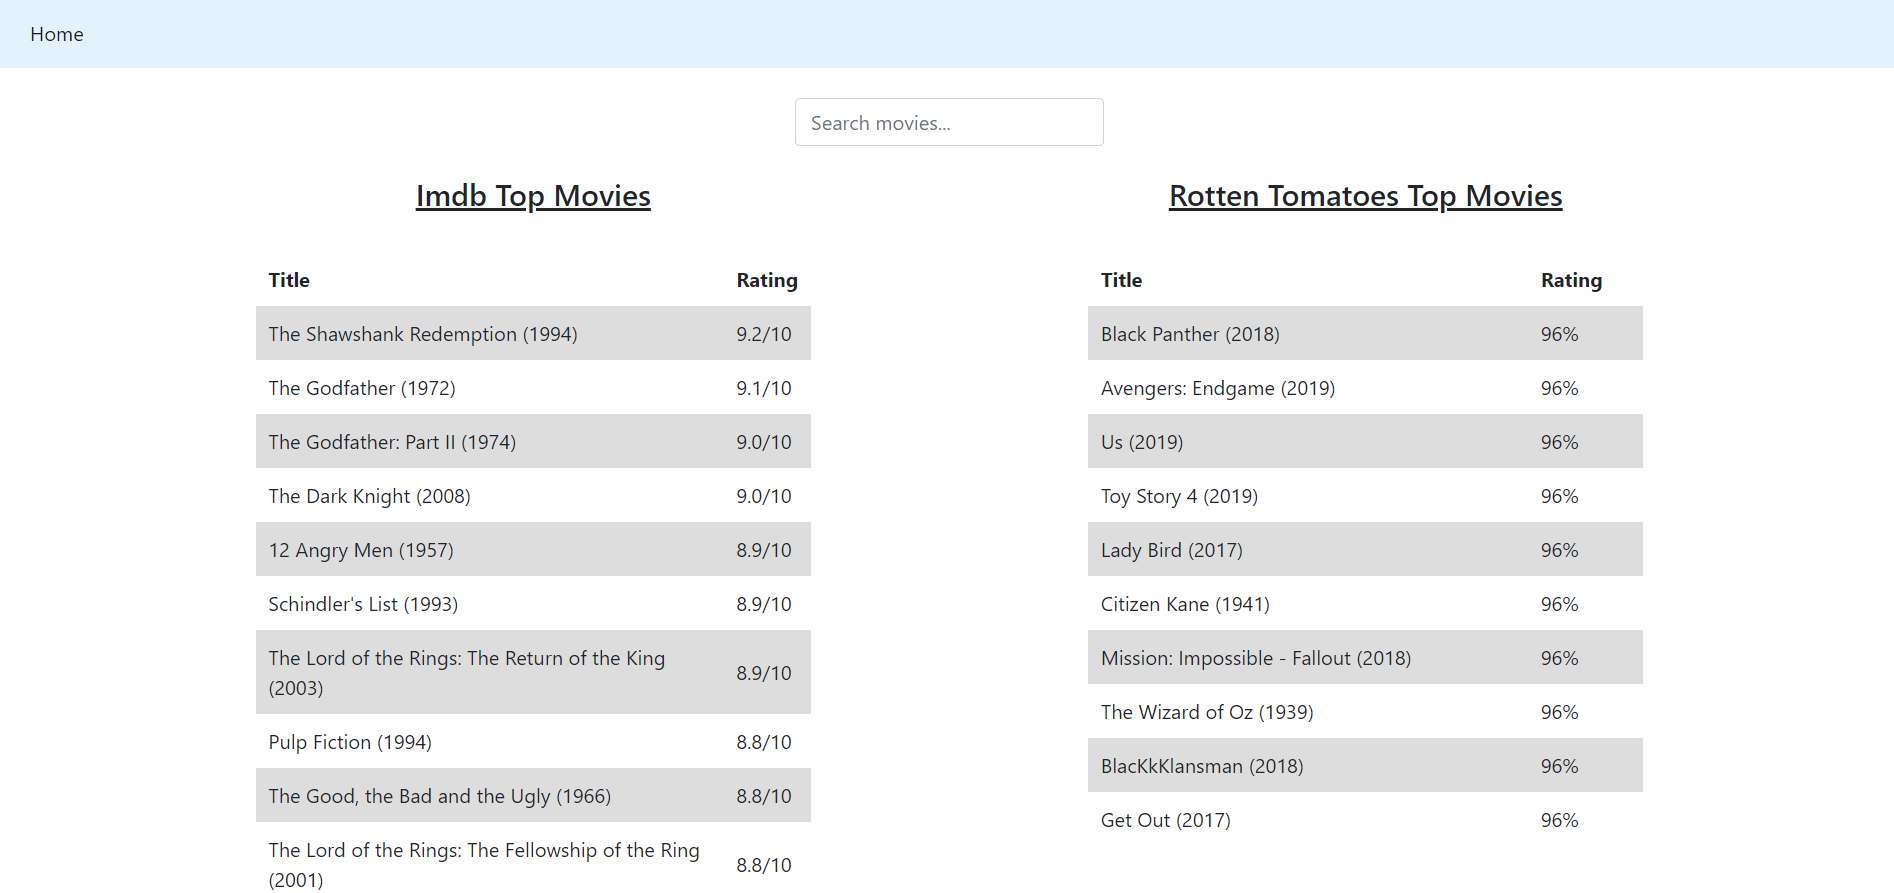 Home
Search movies...
Imdb Top Movies
Title Rating
The Shawshank Redemption (1994) 9.2/10
The Godfather (1972) 9.1/10
The Godfather: Part II (1974) 9.0/10
The Dark Knight (2008) 9.0/10
12 Angry Men (1957) 8.9/10
Schindler's List (1993) 8.9/10
The Lord of the Rings: The Return of the King
(2003) 8.9/10
Pulp Fiction (1994) 8.8/10
The Good, the Bad and the Ugly (1966) 8.8/10
The Lord of the Rings: The Fellowship of the Ring
(2001) 8.8/10
Rotten Tomatoes Top Movies
Title Rating
Black Panther (2018) 96%
Avengers: Endgame (2019) 96%
Us (2019) 96%
Toy Story 4 (2019) 96%
Lady Bird (2017) 96%
Citizen Kane (1941) 96%
Mission: Impossible - Fallout (2018) 96%
The Wizard of Oz (1939) 96%
BlacKkKlansman (2018) 96%
Get Out (2017) 96%